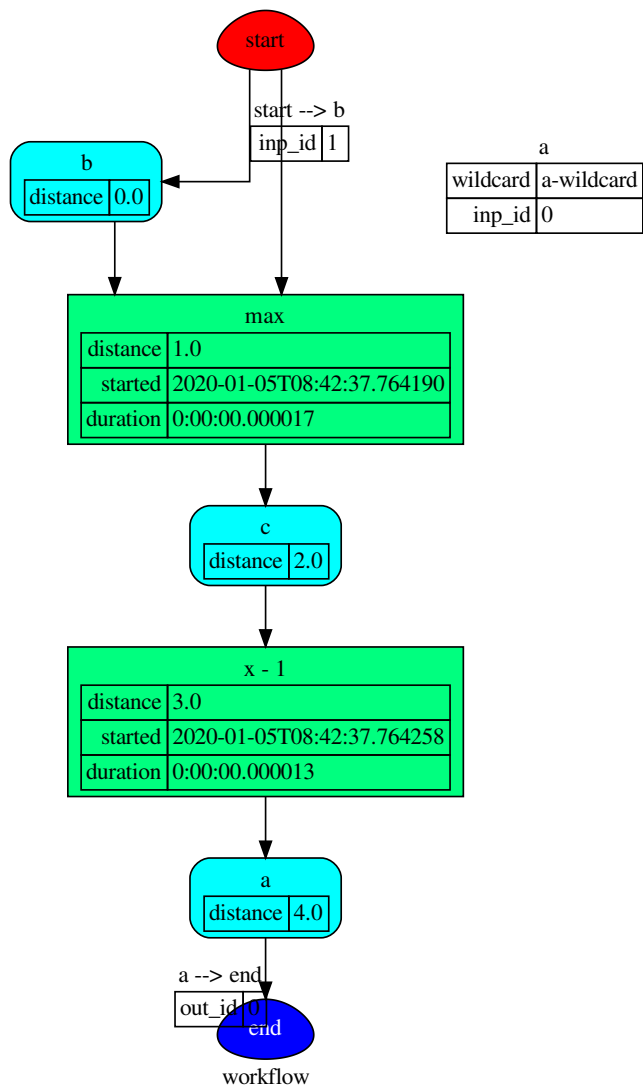 start
start --> b
inp_id 1
b
distance 0.0
a
wildcard a-wildcard
inp_id 0
max
distance 1.0
started 2020-01-05T08:42:37.764190
duration 0:00:00.000017
c
distance 2.0
x - 1
distance 3.0
started 2020-01-05T08:42:37.764258
duration 0:00:00.000013
a
distance 4.0
a --> end
out_id 0
end
workflow